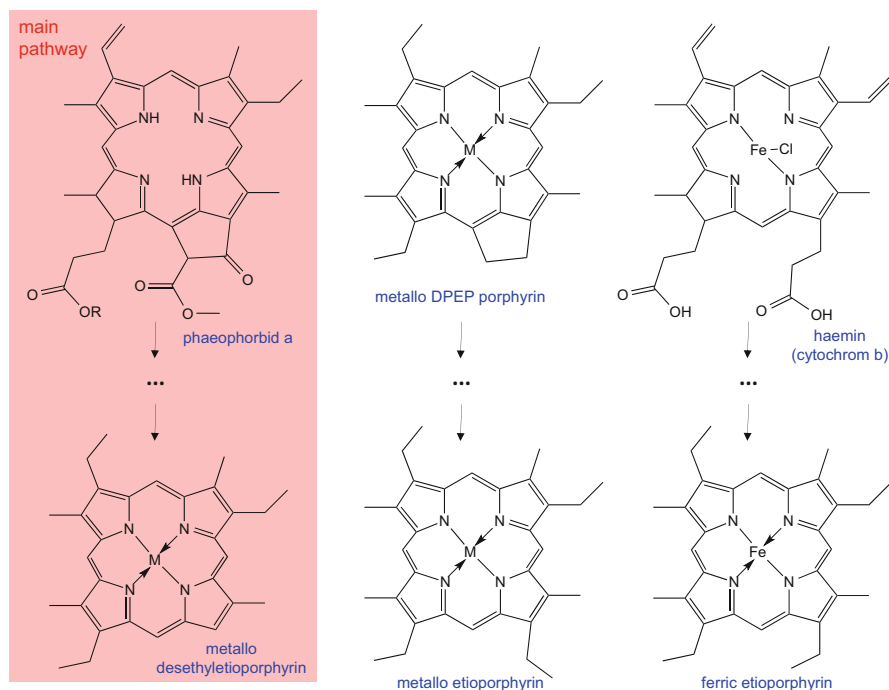 main
pathway
NH
N
N
HN
O
O
OR
O
O
phaeophorbid a
...
N
N
M
N
N
metallo DPEP porphyrin
...
N
N
Fe
Cl
N
N
O
OH
O
OH
haemin
(cytochrom b)
...
N
N
M
N
N
metallo
desethyletioporphyrin
N
N
M
N
N
metallo etioporphyrin
N
N
Fe
N
N
ferric etioporphyrin